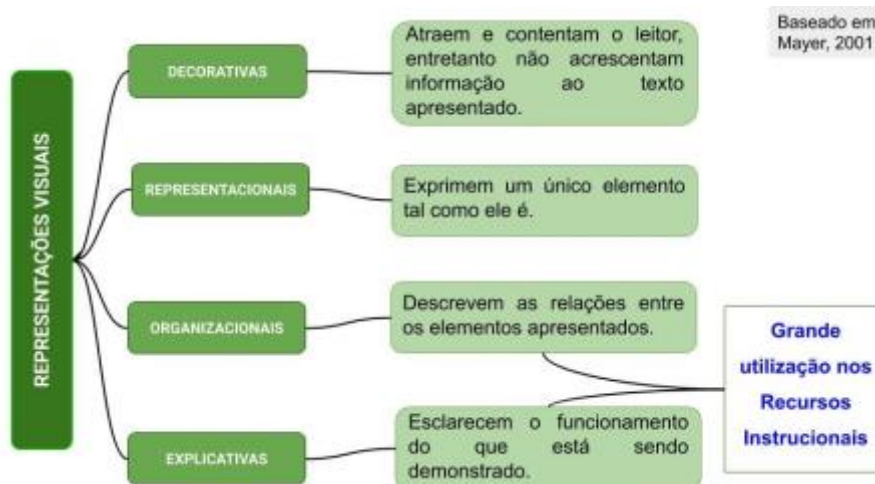 Baseado em
Mayer, 2001
REPRESENTAÇÕES VISUAIS
DECORATIVAS
Atraem e contentam o leitor,
entretanto não acrescentam
informação ao texto
apresentado.
REPRESENTACIONAIS
Exprimem um único elemento
tal como ele é.
ORGANIZACIONAIS
Descrevem as relações entre
os elementos apresentados.
EXPLICATIVAS
Esclarecem o funcionamento
do que está sendo
demonstrado.
Grande
utilização nos
Recursos
Instrucionais